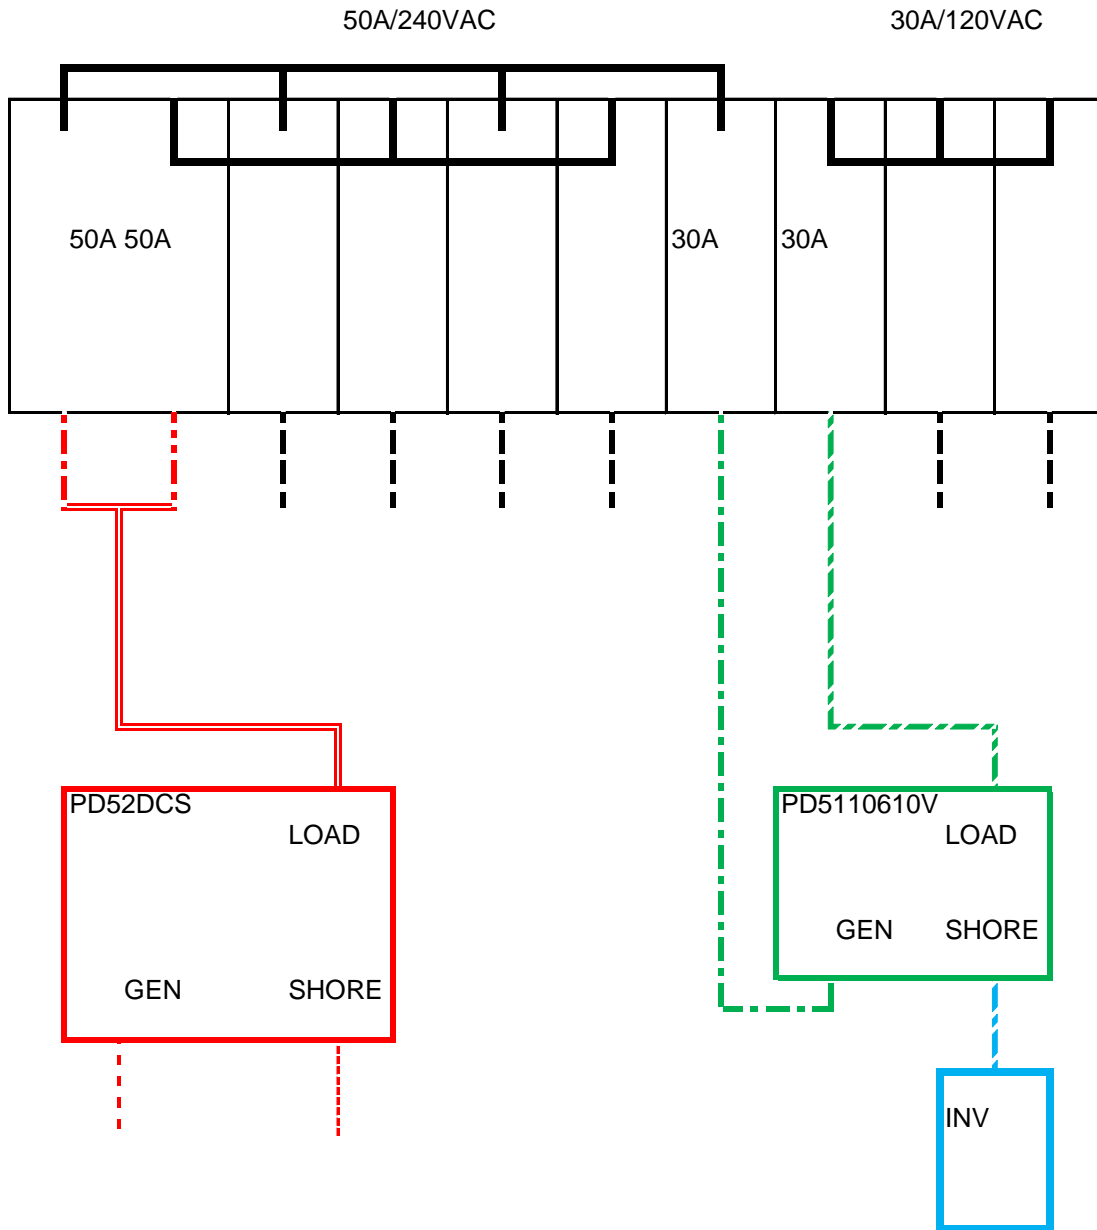 50A/240VAC 30A/120VAC
50A 50A 30A 30A
PD52DCS PD5110610V
LOAD LOAD
GEN SHORE
GEN SHORE
INV